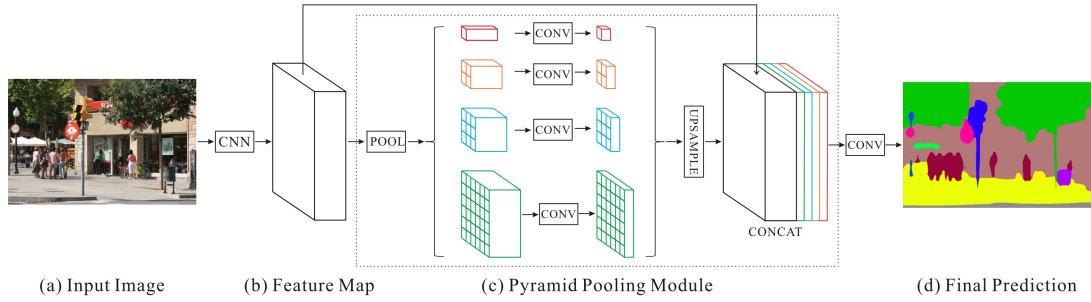 CNN
POOL
CONV
CONV
CONV
CONV
UPSAMPLE
CONCAT
CONV
(a) Input Image
(b) Feature Map
(c) Pyramid Pooling Module
(d) Final Prediction